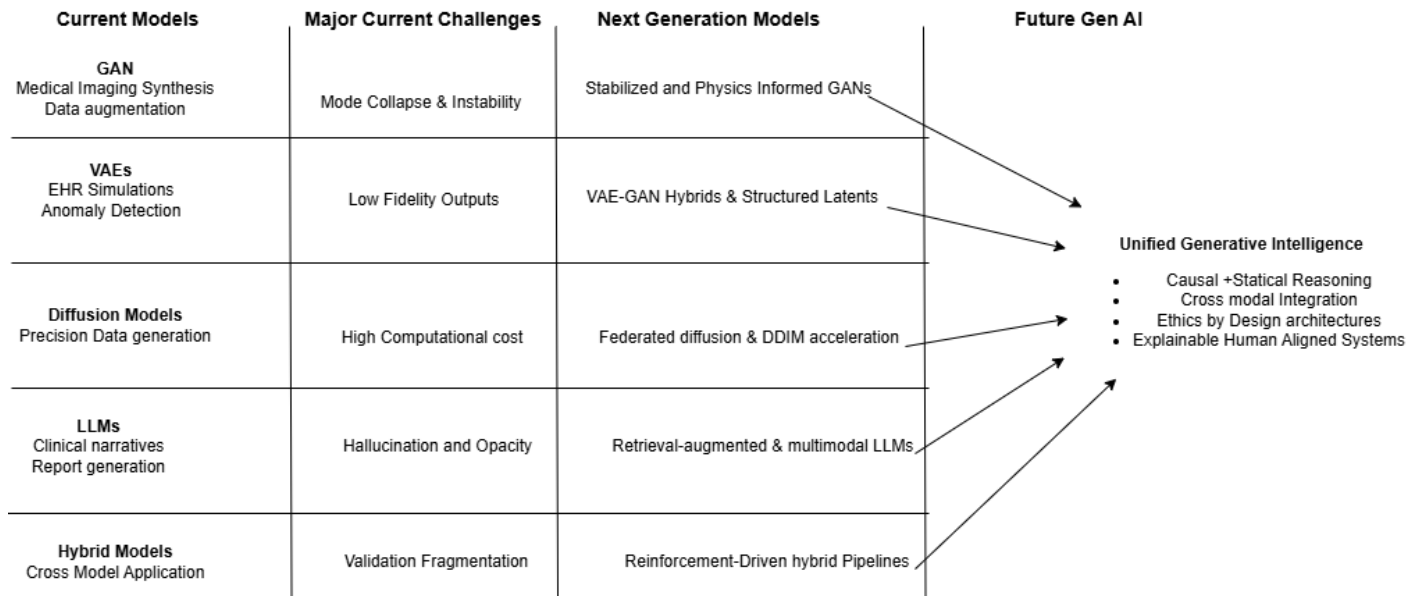 Current Models
Major Current Challenges
Next Generation Models
Future Gen AI
GAN
Medical Imaging Synthesis
Data augmentation
Mode Collapse & Instability
Stabilized and Physics Informed GANs
VAEs
EHR Simulations
Anomaly Detection
Low Fidelity Outputs
VAE-GAN Hybrids & Structured Latents
Diffusion Models
Precision Data generation
High Computational cost
Federated diffusion & DDIM acceleration
LLMs
Clinical narratives
Report generation
Hallucination and Opacity
Retrieval-augmented & multimodal LLMs
Hybrid Models
Cross Model Application
Validation Fragmentation
Reinforcement-Driven hybrid Pipelines
Unified Generative Intelligence
• Causal +Statical Reasoning
• Cross modal Integration
• Ethics by Design architectures
• Explainable Human Aligned Systems